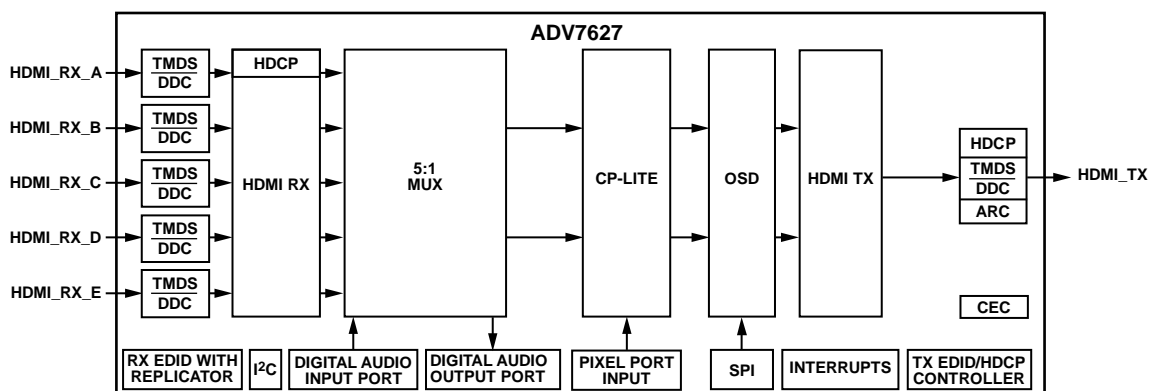 ADV7627
HDMI_RX_A
TMDS
DDC
HDCP
HDMI_RX_B
TMDS
DDC
HDMI_RX_C
TMDS
DDC
HDMI_RX_D
TMDS
DDC
HDMI_RX_E
TMDS
DDC
HDMI RX
5:1
MUX
CP-LITE
OSD
HDMI TX
HDCP
TMDS
DDC
ARC
HDMI_TX
CEC
RX EDID WITH
REPLICATOR
I2C
DIGITAL AUDIO
INPUT PORT
DIGITAL AUDIO
OUTPUT PORT
PIXEL PORT
INPUT
SPI
INTERRUPTS
TX EDID/HDCP
CONTROLLER